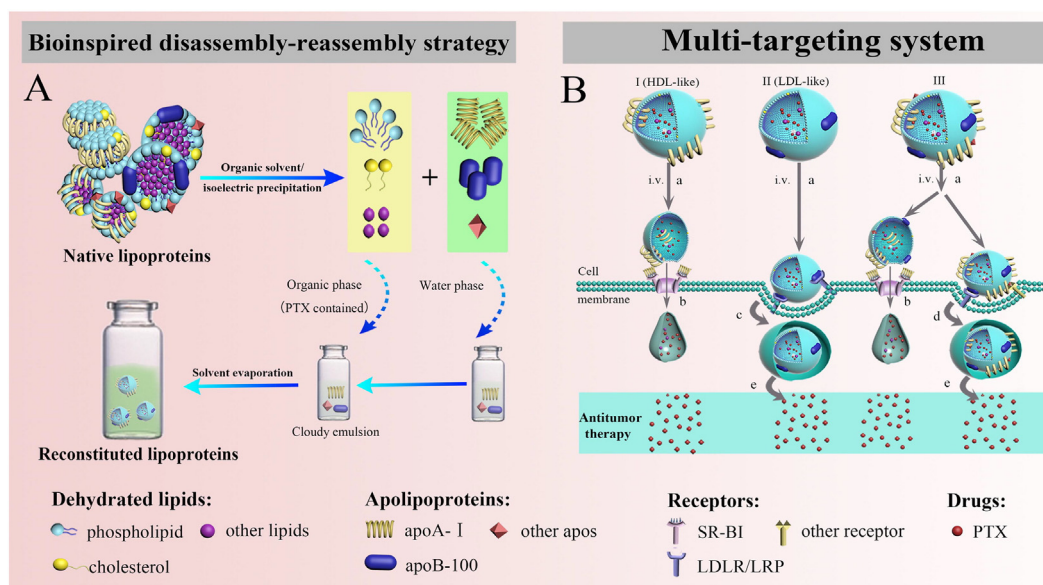 Bioinspired disassembly-reassembly strategy
A
Organic solvent/
isoelectric precipitation
+
Native lipoproteins
Organic phase
(PTX contained)
Water phase
Solvent evaporation
Cloudy emulsion
Reconstituted lipoproteins
Multi-targeting system
B
I (HDL-like)
II (LDL-like)
III
i.v. a
i.v. a
i.v. a
Cell
membrane
b
c
b
d
e
e
Antitumor
therapy
Dehydrated lipids:
phospholipid
other lipids
cholesterol
Apolipoproteins:
apoA- I
other apos
apoB-100
Receptors:
SR-BI
other receptor
LDLR/LRP
Drugs:
PTX